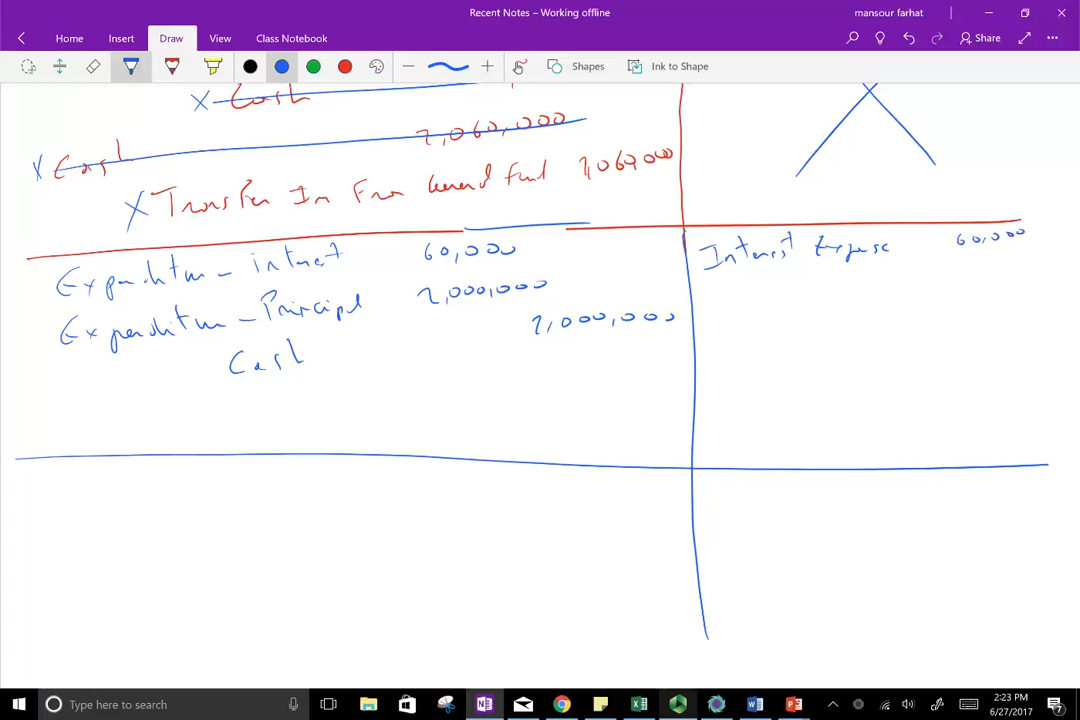 Recent Notes – Working offline
mansour farhat
Home Insert Draw View Class Notebook
Share
Shapes
Ink to Shape
X Cash
2,060,000
X Cash
X Transfer In From General Fund 2,060,000
Expenditure - interest 60,000
Interest Expense 60,000
Expenditure - Principal 2,000,000
2,000,000
Cash
Type here to search
2:23 PM
6/27/2017
7